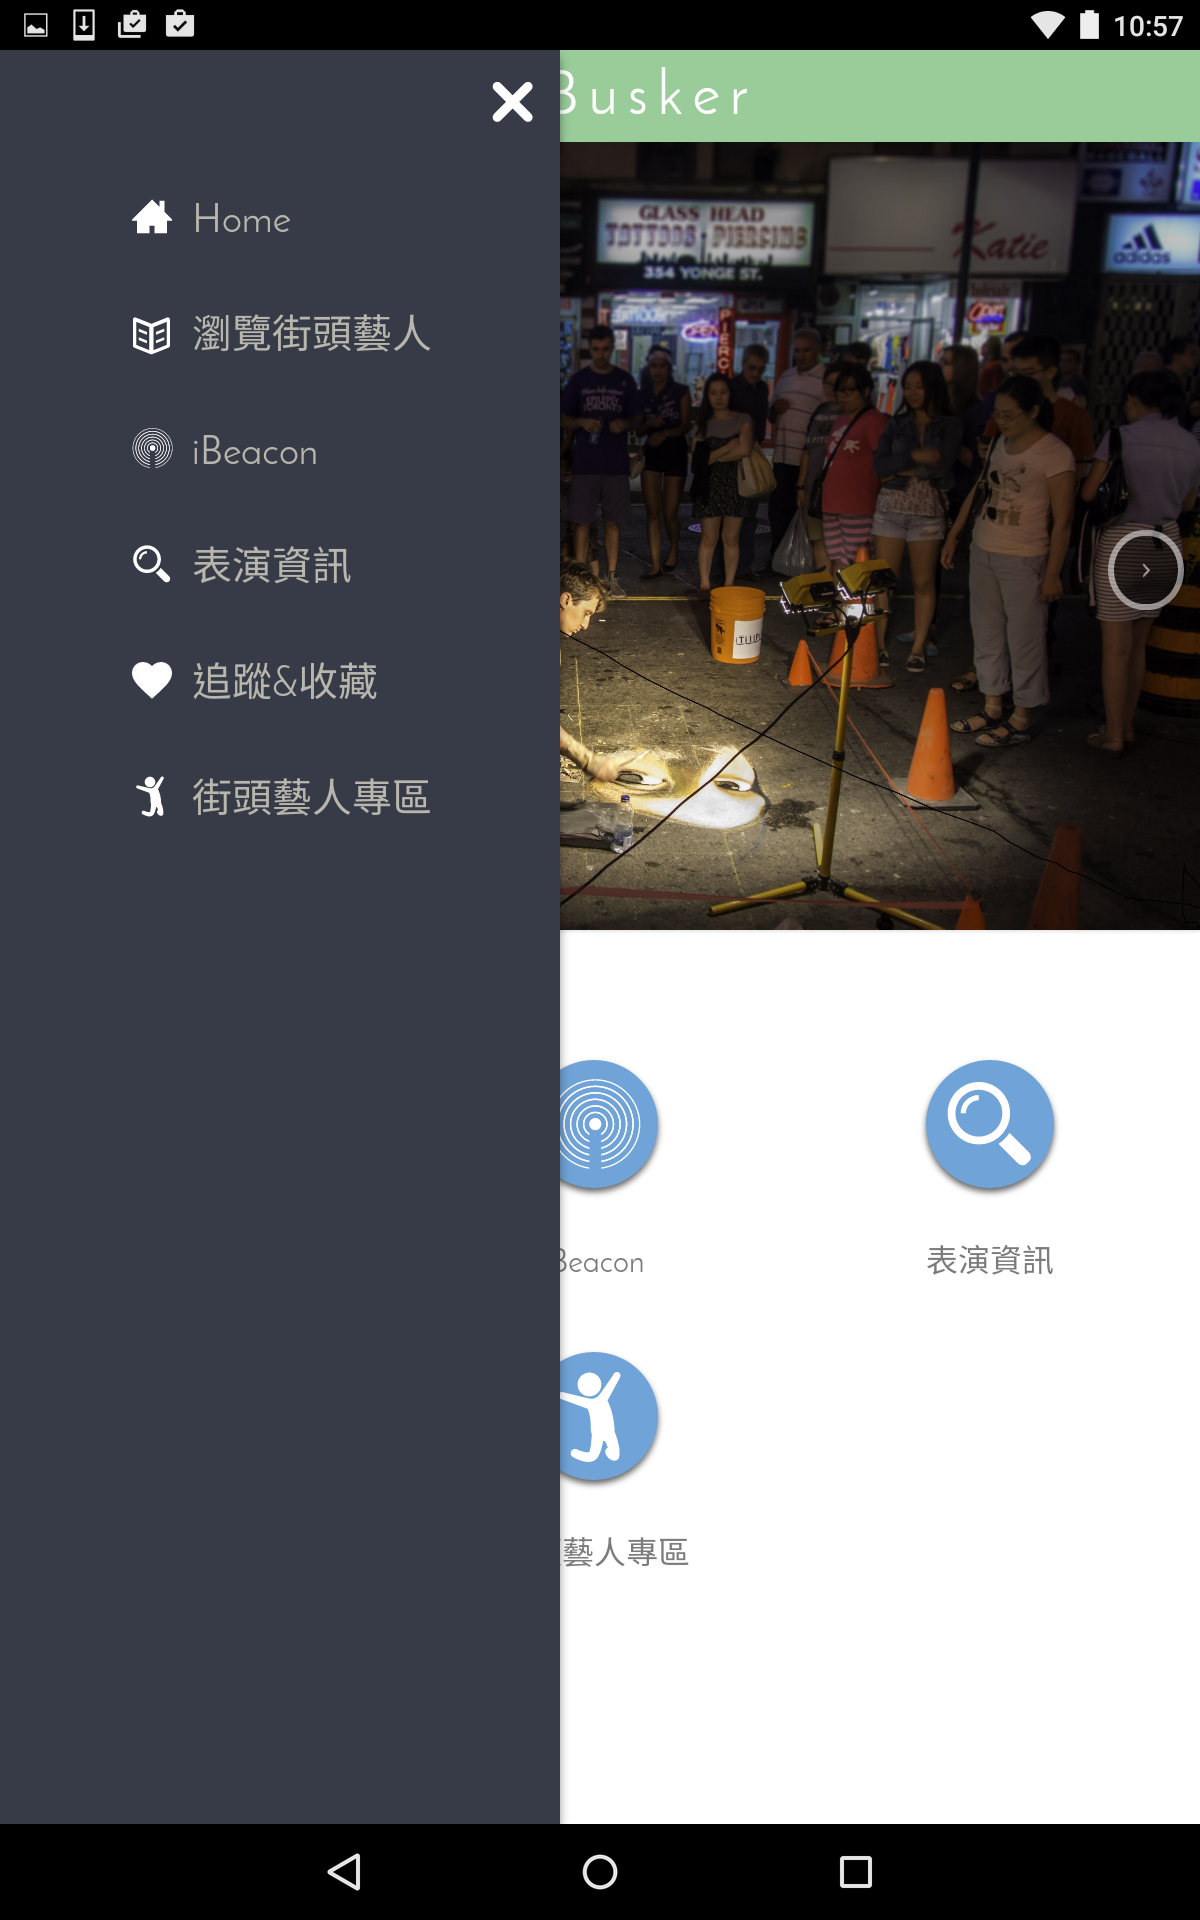 10:57
Busker
Home
瀏覽街頭藝人
iBeacon
表演資訊
追蹤&收藏
街頭藝人專區
GLASS HEAD
TATTOOS PIERCING
354 YONGE ST.
Katie
adidas
OPEN
Open
Beacon
表演資訊
藝人專區